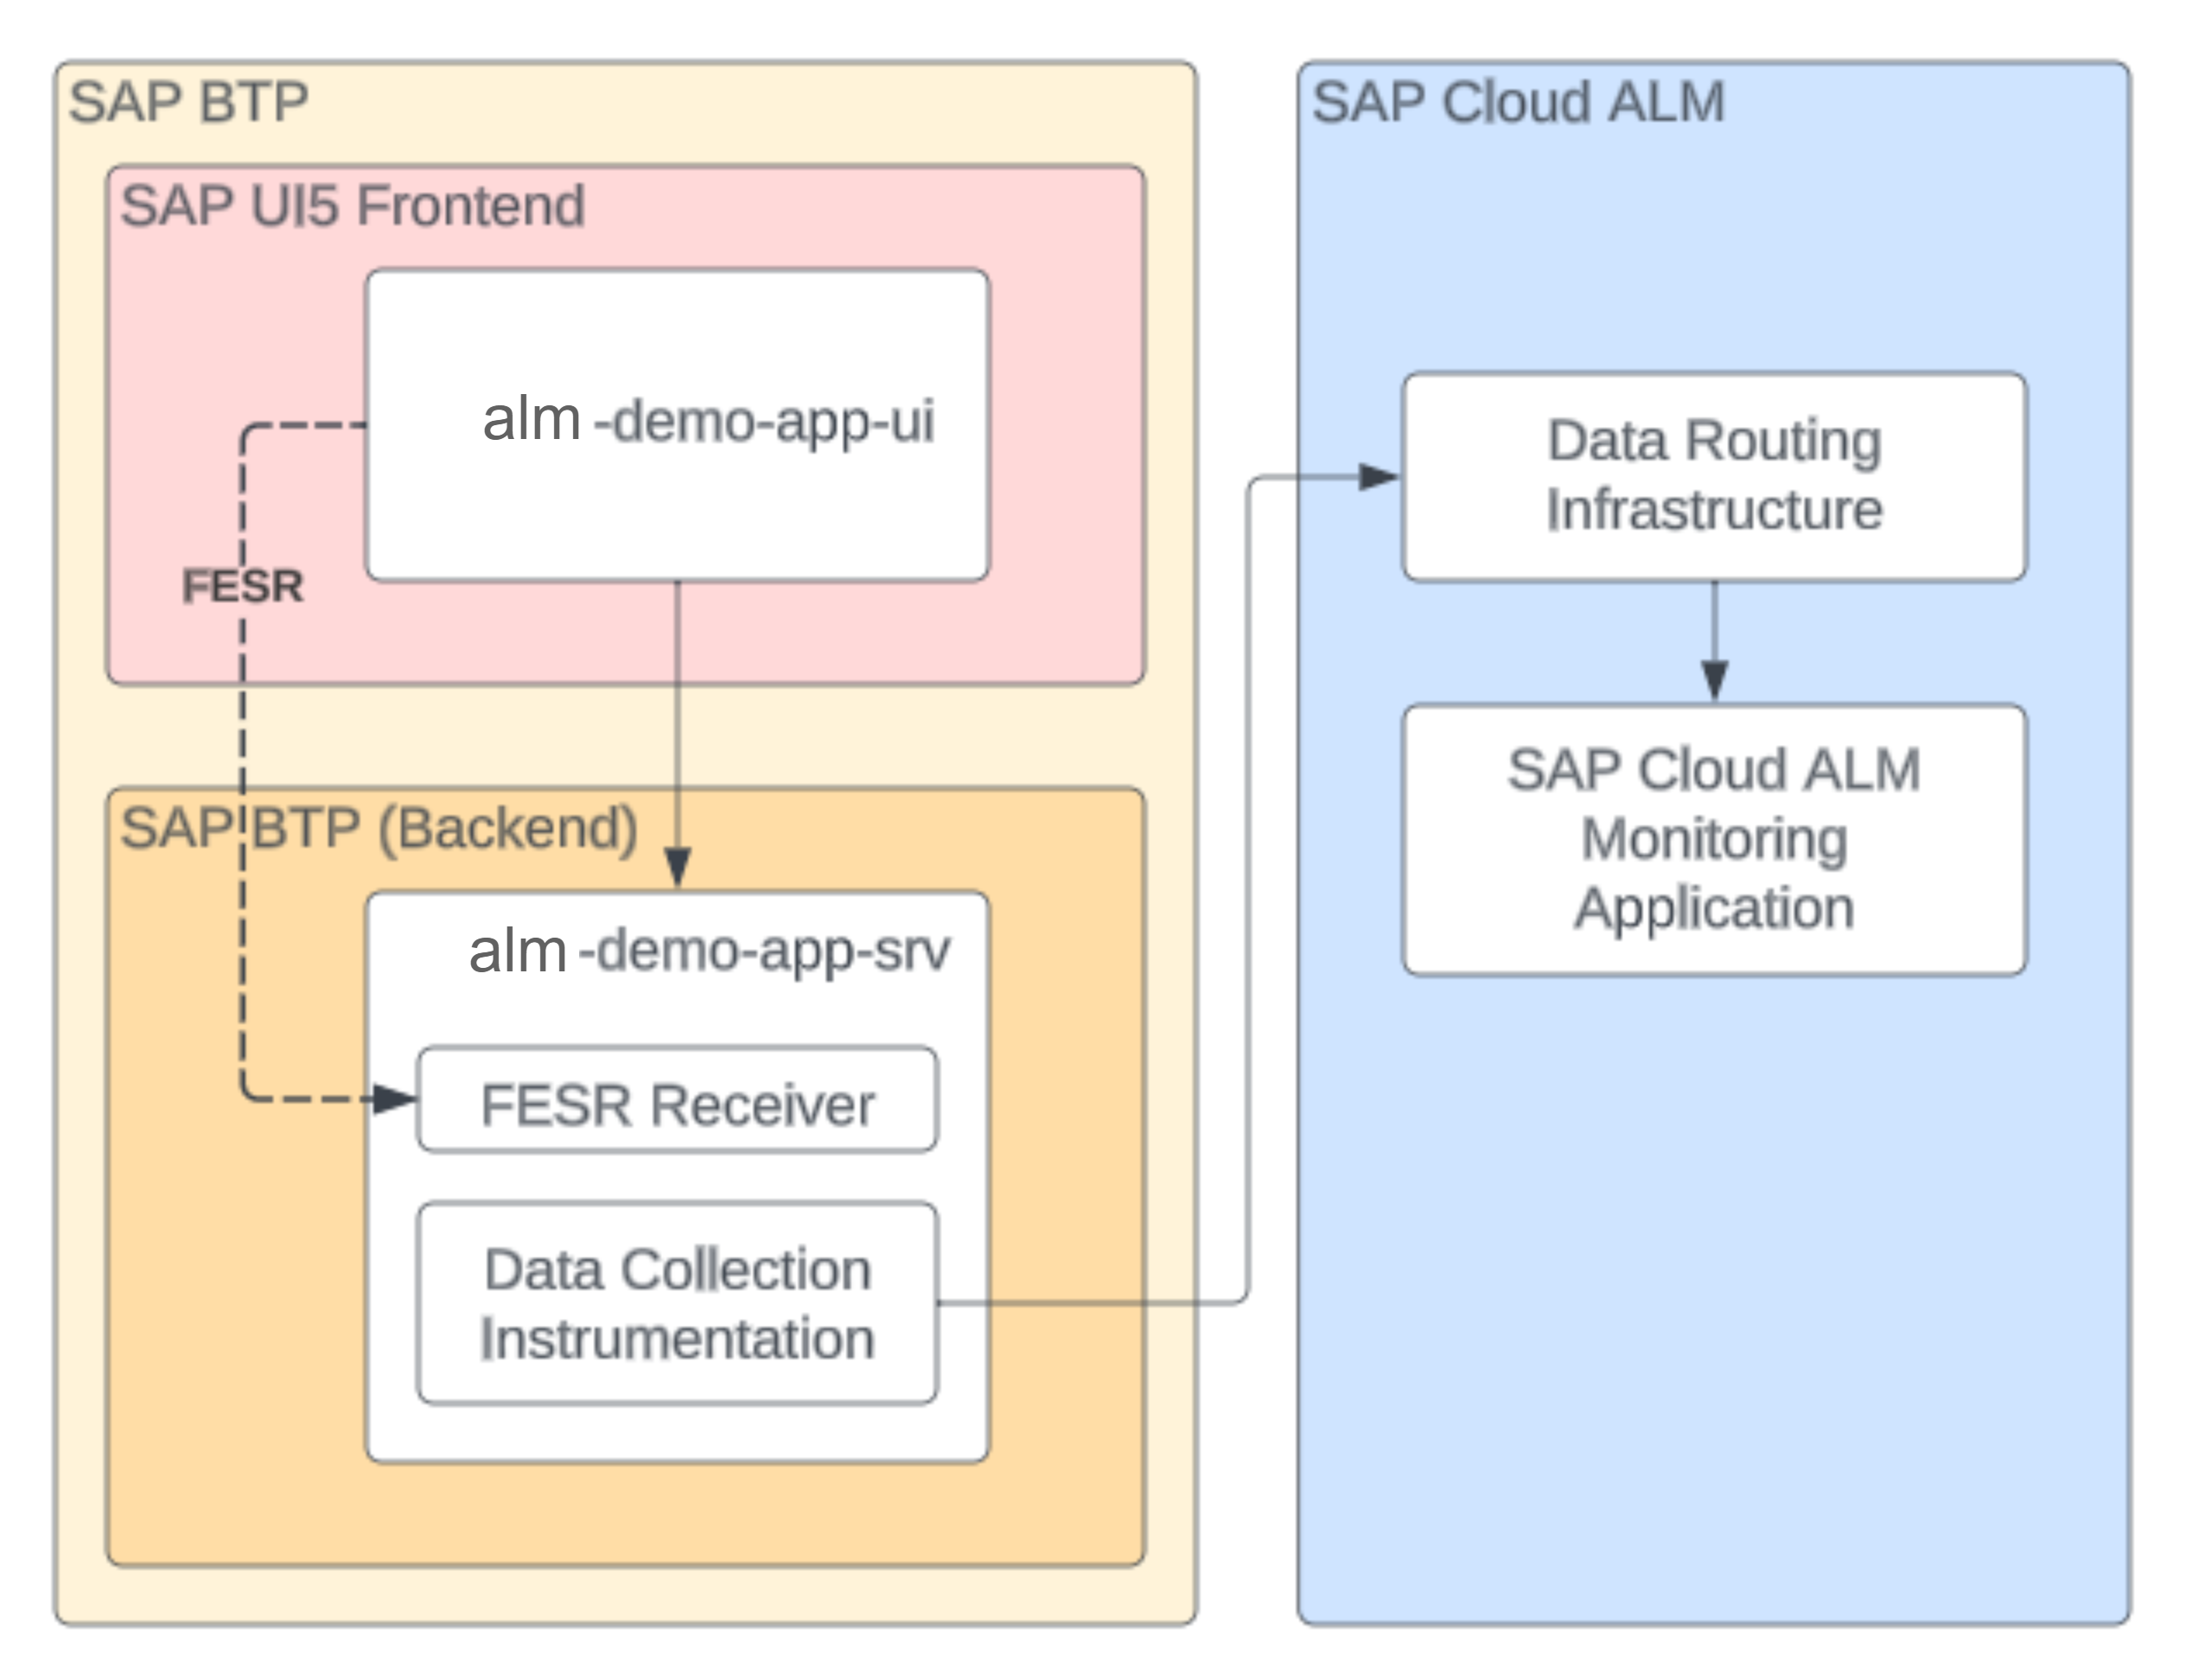 SAP BTP
SAP UI5 Frontend
alm -demo-app-ui
FESR
SAP BTP (Backend)
alm -demo-app-srv
FESR Receiver
Data Collection
Instrumentation
SAP Cloud ALM
Data Routing
Infrastructure
SAP Cloud ALM
Monitoring
Application